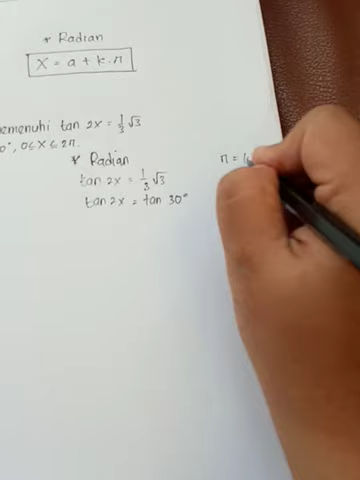 * Radian
X = a + k.π
memenuhi tan 2x = 1/3 √3
0°, 0≤x≤2π.
* Radian
tan 2x = 1/3 √3
tan 2x = tan 30°
π =